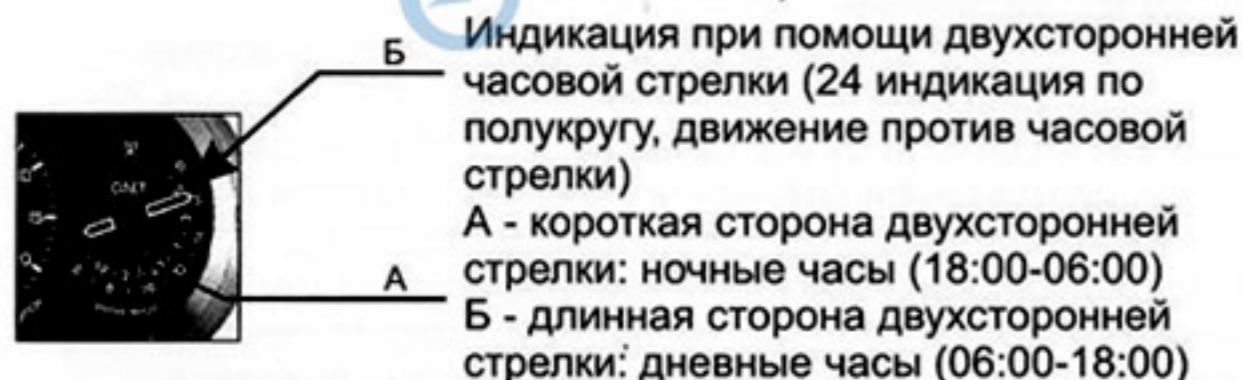 Б
Индикация при помощи двухсторонней
часовой стрелки (24 индикация по
полукругу, движение против часовой
стрелки)
А
А - короткая сторона двухсторонней
стрелки: ночные часы (18:00-06:00)
Б - длинная сторона двухсторонней
стрелки: дневные часы (06:00-18:00)